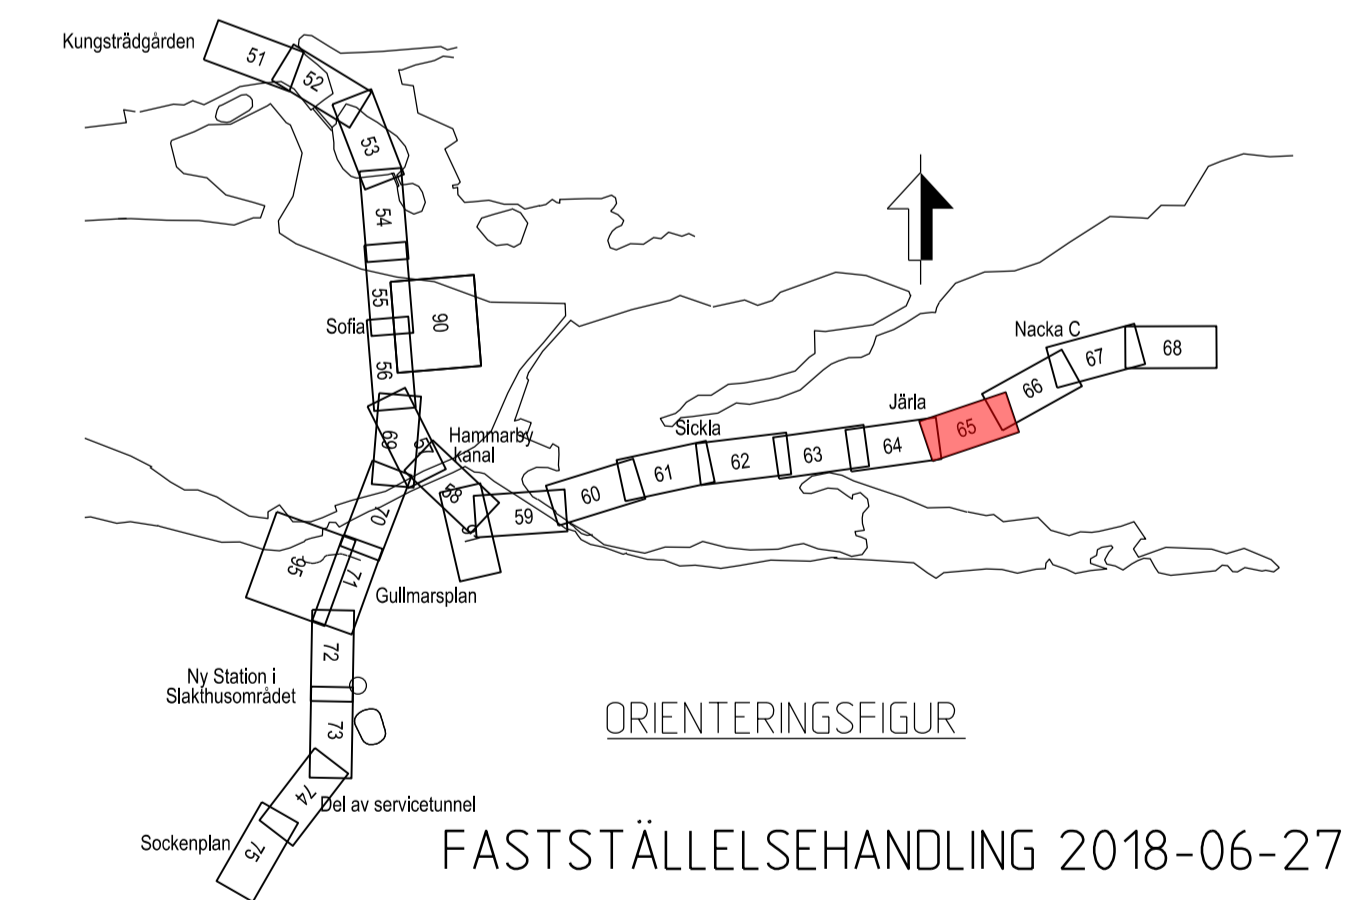 Kungsträdgården
51
52
53
54
55
Sofia
90
56
69
57
Hammarby
kanal
58
59
60
61
Sickla
62
63
64
Järla
65
66
Nacka C
67
68
70
95
71
Gullmarsplan
72
Ny Station i
Slakthusområdet
73
74
Del av servicetunnel
Sockenplan
75
ORIENTERINGSFIGUR
FASTSTÄLLELSEHANDLING 2018-06-27